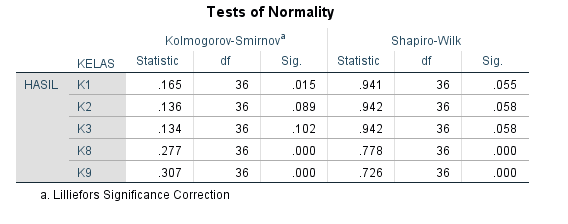 Tests of Normality
Kolmogorov-Smirnovᵃ Shapiro-Wilk
KELAS Statistic df Sig. Statistic df Sig.
HASIL K1 .165 36 .015 .941 36 .055
K2 .136 36 .089 .942 36 .058
K3 .134 36 .102 .942 36 .058
K8 .277 36 .000 .778 36 .000
K9 .307 36 .000 .726 36 .000
a. Lilliefors Significance Correction